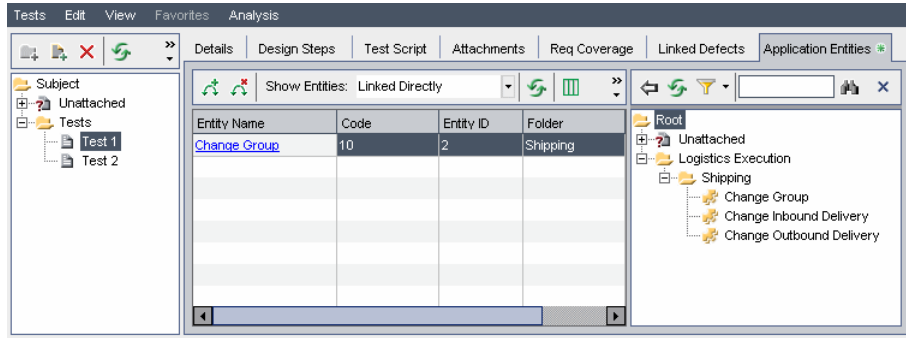 Tests Edit View Favorites Analysis
Details Design Steps Test Script Attachments Req Coverage Linked Defects Application Entities *
Show Entities: Linked Directly
Subject
Unattached
Tests
Test 1
Test 2
Entity Name Code Entity ID Folder
Change Group 10 2 Shipping
Root
Unattached
Logistics Execution
Shipping
Change Group
Change Inbound Delivery
Change Outbound Delivery